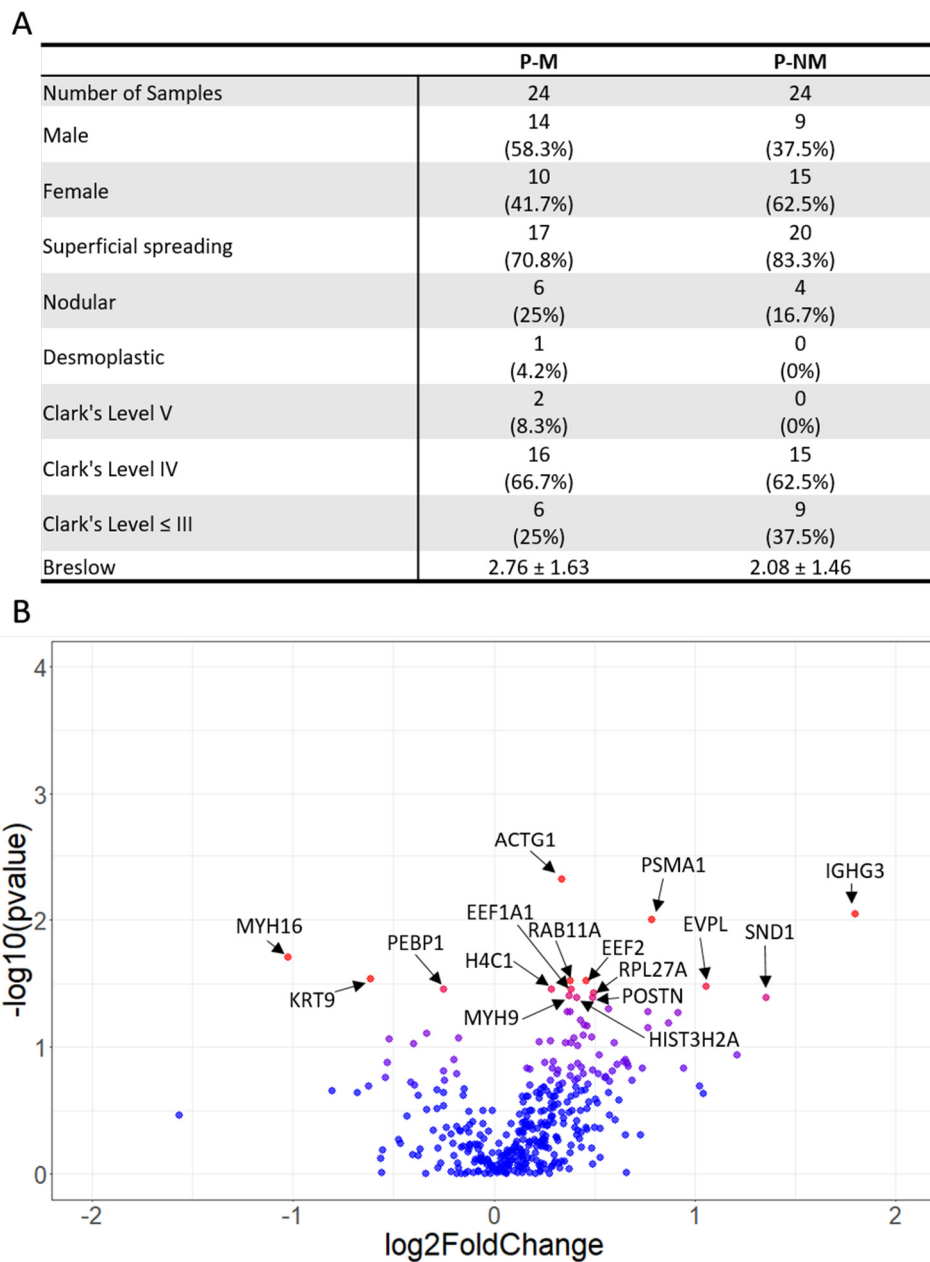 A
P-M P-NM
Number of Samples 24 24
Male 14 (58.3%) 9 (37.5%)
Female 10 (41.7%) 15 (62.5%)
Superficial spreading 17 (70.8%) 20 (83.3%)
Nodular 6 (25%) 4 (16.7%)
Desmoplastic 1 (4.2%) 0 (0%)
Clark's Level V 2 (8.3%) 0 (0%)
Clark's Level IV 16 (66.7%) 15 (62.5%)
Clark's Level ≤ III 6 (25%) 9 (37.5%)
Breslow 2.76 ± 1.63 2.08 ± 1.46
B
4
3
2
1
0
-log10(pvalue)
ACTG1
PSMA1
IGHG3
EEF1A1
EVPL
MYH16
RAB11A
SND1
PEBP1
EEF2
H4C1
RPL27A
KRT9
POSTN
MYH9
HIST3H2A
-2 -1 0 1 2
log2FoldChange